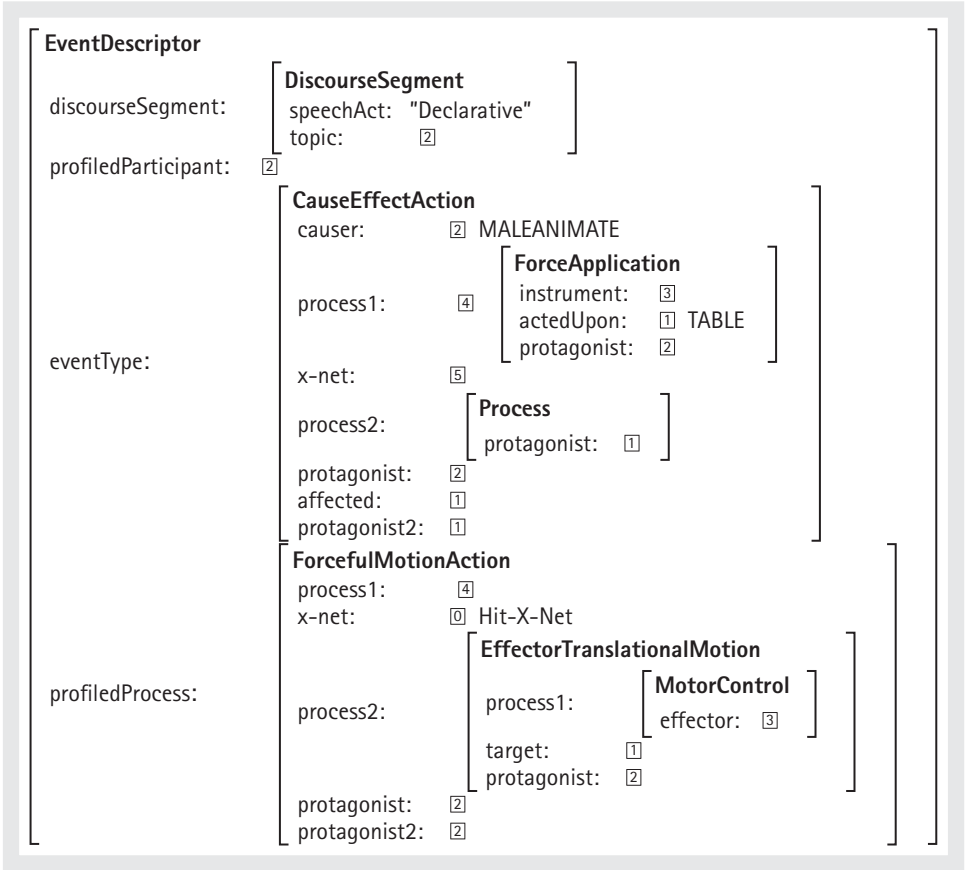 EventDescriptor
DiscourseSegment
discourseSegment: speechAct: "Declarative"
topic: 2
profiledParticipant: 2
CauseEffectAction
causer: 2 MALEANIMATE
ForceApplication
instrument: 3
process1: 4
actedUpon: 1 TABLE
protagonist: 2
eventType:
x-net: 5
Process
process2:
protagonist: 1
protagonist: 2
affected: 1
protagonist2: 1
ForcefulMotionAction
process1: 4
x-net: 0 Hit-X-Net
EffectorTranslationalMotion
MotorControl
profiledProcess: process1:
process2: effector: 3
target: 1
protagonist: 2
protagonist: 2
protagonist2: 2